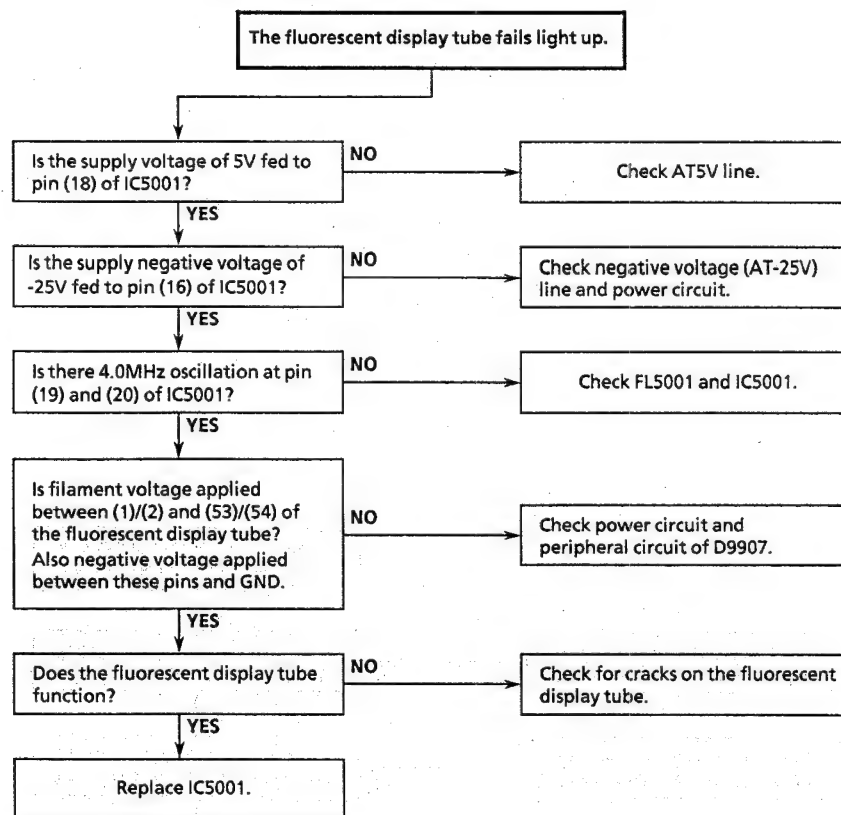 The fluorescent display tube fails light up.
Is the supply voltage of 5V fed to
pin (18) of IC5001?
NO
Check AT5V line.
YES
Is the supply negative voltage of
-25V fed to pin (16) of IC5001?
NO
Check negative voltage (AT-25V)
line and power circuit.
YES
Is there 4.0MHz oscillation at pin
(19) and (20) of IC5001?
NO
Check FL5001 and IC5001.
YES
Is filament voltage applied
between (1)/(2) and (53)/(54) of
the fluorescent display tube?
Also negative voltage applied
between these pins and GND.
NO
Check power circuit and
peripheral circuit of D9907.
YES
Does the fluorescent display tube
function?
NO
Check for cracks on the fluorescent
display tube.
YES
Replace IC5001.